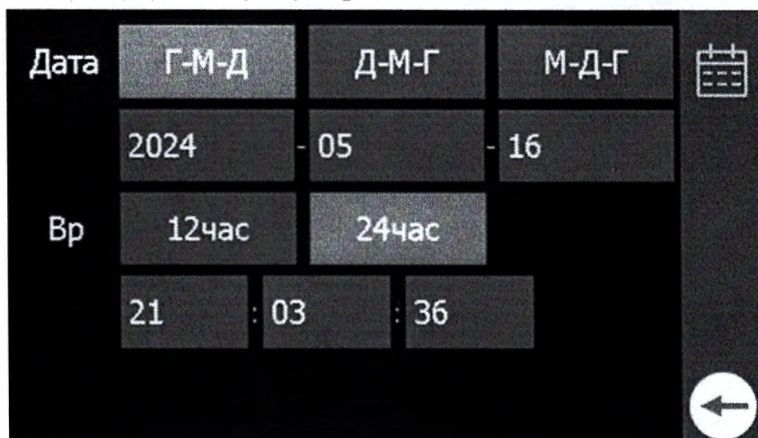 Дата Г-М-Д Д-М-Г М-Д-Г
2024 - 05 - 16
Вр 12час 24час
21 : 03 : 36